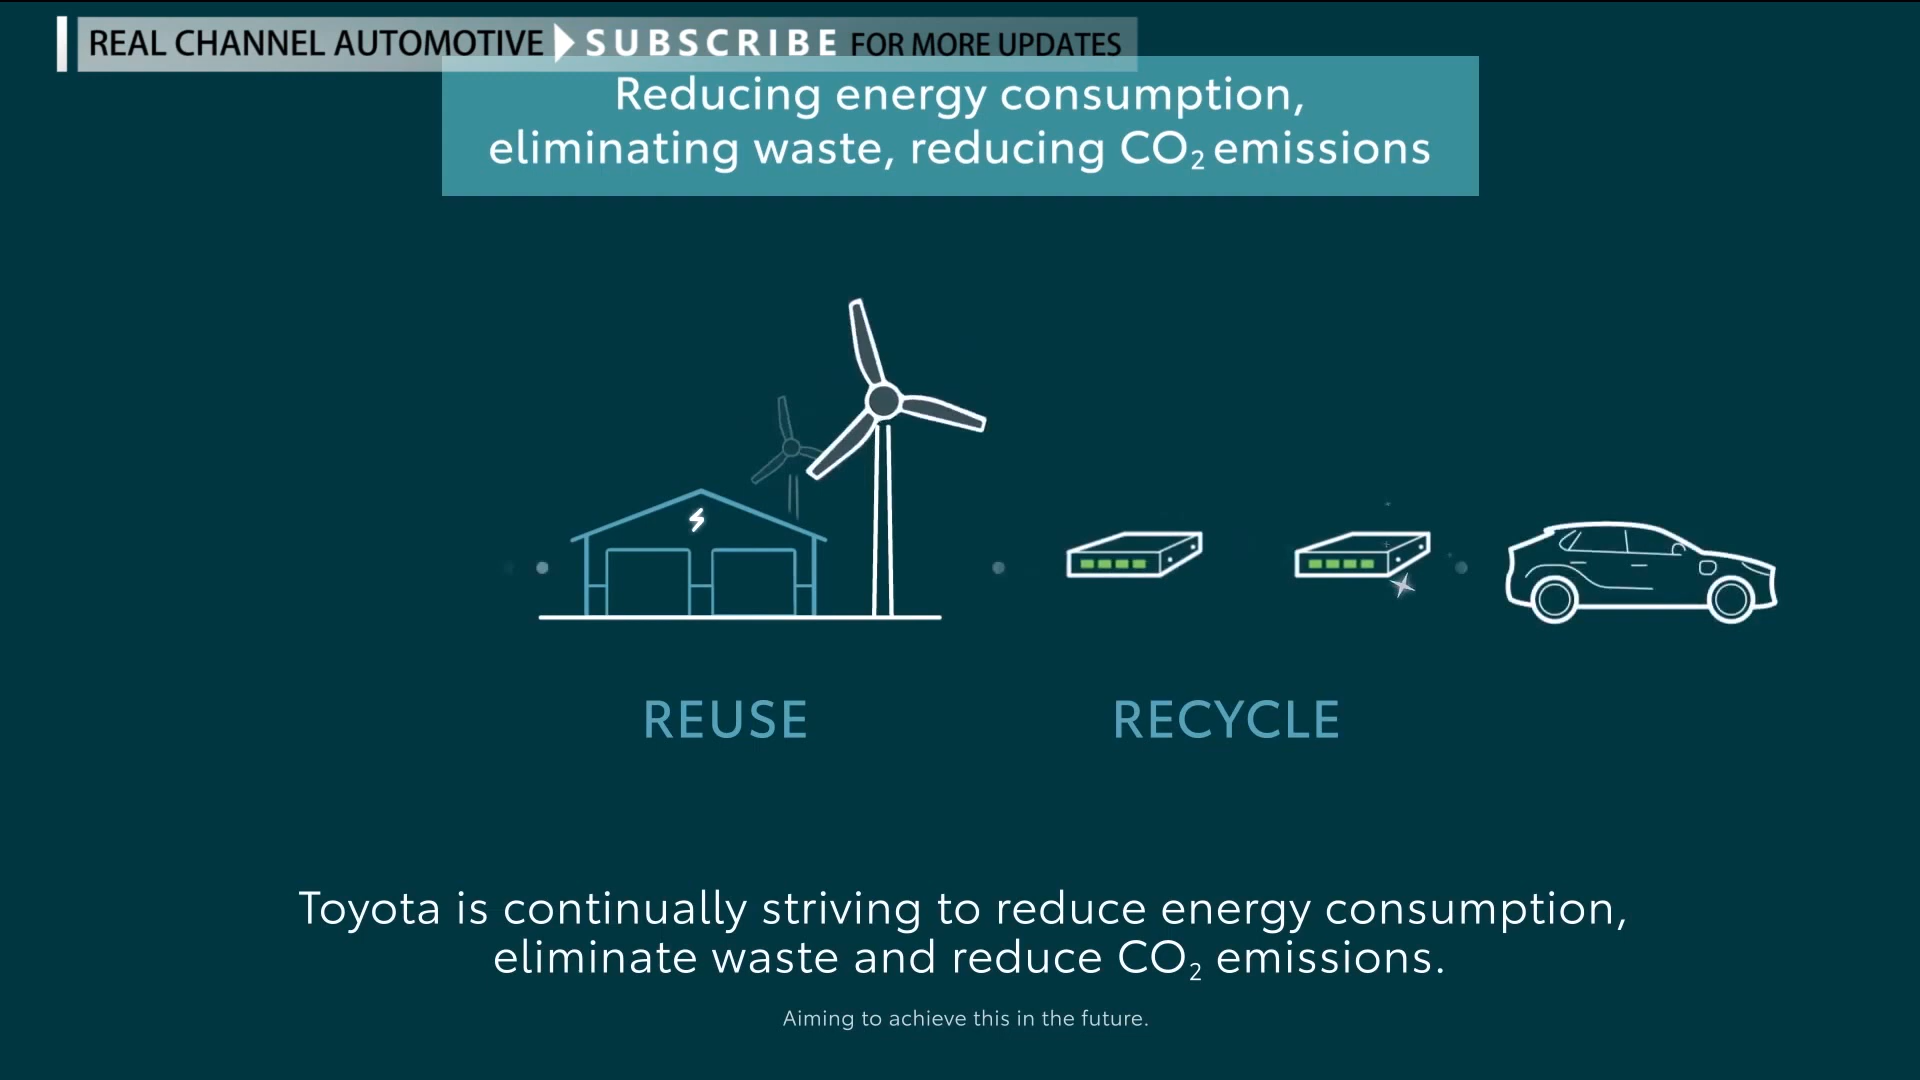 REAL CHANNEL AUTOMOTIVE SUBSCRIBE FOR MORE UPDATES
Reducing energy consumption,
eliminating waste, reducing CO₂ emissions
REUSE
RECYCLE
Toyota is continually striving to reduce energy consumption,
eliminate waste and reduce CO₂ emissions.
Aiming to achieve this in the future.